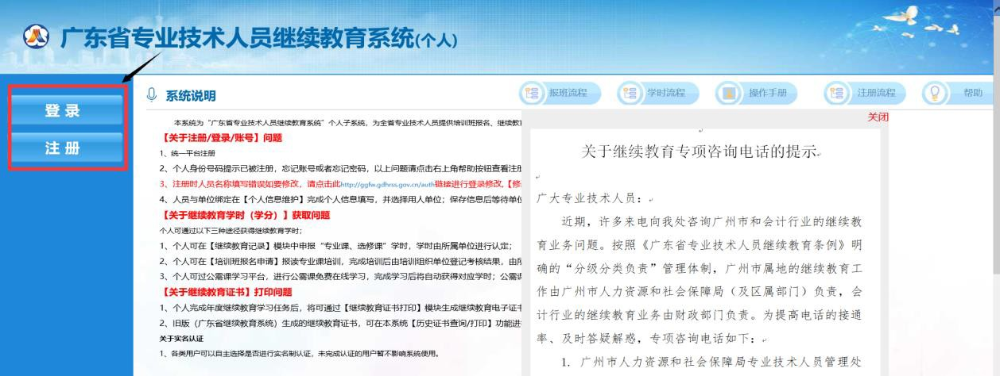 广东省专业技术人员继续教育系统(个人)
登录
注册
系统说明
报班流程
学时流程
操作手册
注册流程
帮助
本系统为“广东省专业技术人员继续教育系统”个人子系统，为全省专业技术人员提供培训班报名、继续教
【关于注册/登录/账号】问题
1、统一平台注册
2、个人身份号码提示已被注册，忘记账号或者忘记密码，以上问题请点击右上角帮助按钮查看注
3、注册时人员名称填写错误如要修改，请点击此http://ggfw.gdhrss.gov.cn/auth链接进行登录修改,【修
4、人员与单位绑定在【个人信息维护】完成个人信息填写，并选择用人单位；保存信息后等待单位
【关于继续教育学时（学分）】获取问题
个人可通过以下三种途径获得继续教育学时；
1、个人可在【继续教育记录】模块中申报“专业课、选修课”学时，学时由所属单位进行认定；
2、个人可在【培训班报名申请】报读专业课培训，完成培训后由培训组织单位登记考核结果，由所
3、个人可过公需课学习平台，进行公需课免费在线学习，完成学习后将自动获得对应学时；公需课
【关于继续教育证书】打印问题
1、个人完成年度继续教育学习任务后，将可通过【继续教育证书打印】模块生成继续教育电子证书
2、旧版（广东省继续教育系统）生成的继续教育证书，可在本系统【历史证书查询/打印】功能进
关于实名认证
1、各类用户可以自主选择是否进行实名制认证，未完成认证的用户暂不影响系统使用。
关闭
关于继续教育专项咨询电话的提示
广大专业技术人员：
近期，许多来电向我处咨询广州市和会计行业的继续教
育业务问题。按照《广东省专业技术人员继续教育条例》明
确的“分级分类负责”管理体制，广州市属地的继续教育工
作由广州市人力资源和社会保障局（及区属部门）负责，会
计行业的继续教育业务由财政部门负责。为提高电话的接通
率、及时答疑解惑，专项咨询电话如下：
1. 广州市人力资源和社会保障局专业技术人员管理处